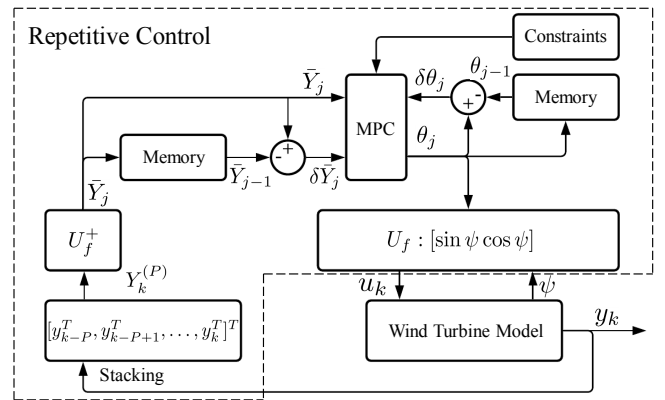 Repetitive Control
Constraints
Ȳ_j
δθ_j
θ_{j-1}
+
-
Memory
MPC
θ_j
Memory
Ȳ_{j-1}
-
+
δȲ_j
Ȳ_j
U_f^+
U_f : [sin ψ cos ψ]
Y_k^{(P)}
u_k
ψ
[y_{k-P}^T, y_{k-P+1}^T, . . . , y_k^T]^T
Wind Turbine Model
y_k
Stacking